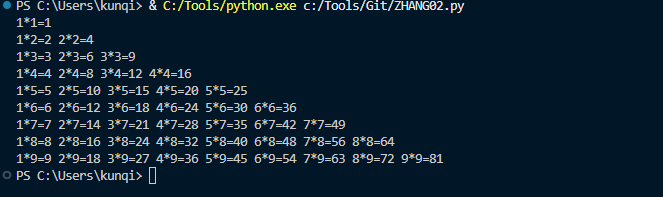 PS C:\Users\kunqi> & C:/Tools/python.exe c:/Tools/Git/ZHANG02.py
1*1=1
1*2=2 2*2=4
1*3=3 2*3=6 3*3=9
1*4=4 2*4=8 3*4=12 4*4=16
1*5=5 2*5=10 3*5=15 4*5=20 5*5=25
1*6=6 2*6=12 3*6=18 4*6=24 5*6=30 6*6=36
1*7=7 2*7=14 3*7=21 4*7=28 5*7=35 6*7=42 7*7=49
1*8=8 2*8=16 3*8=24 4*8=32 5*8=40 6*8=48 7*8=56 8*8=64
1*9=9 2*9=18 3*9=27 4*9=36 5*9=45 6*9=54 7*9=63 8*9=72 9*9=81
PS C:\Users\kunqi>